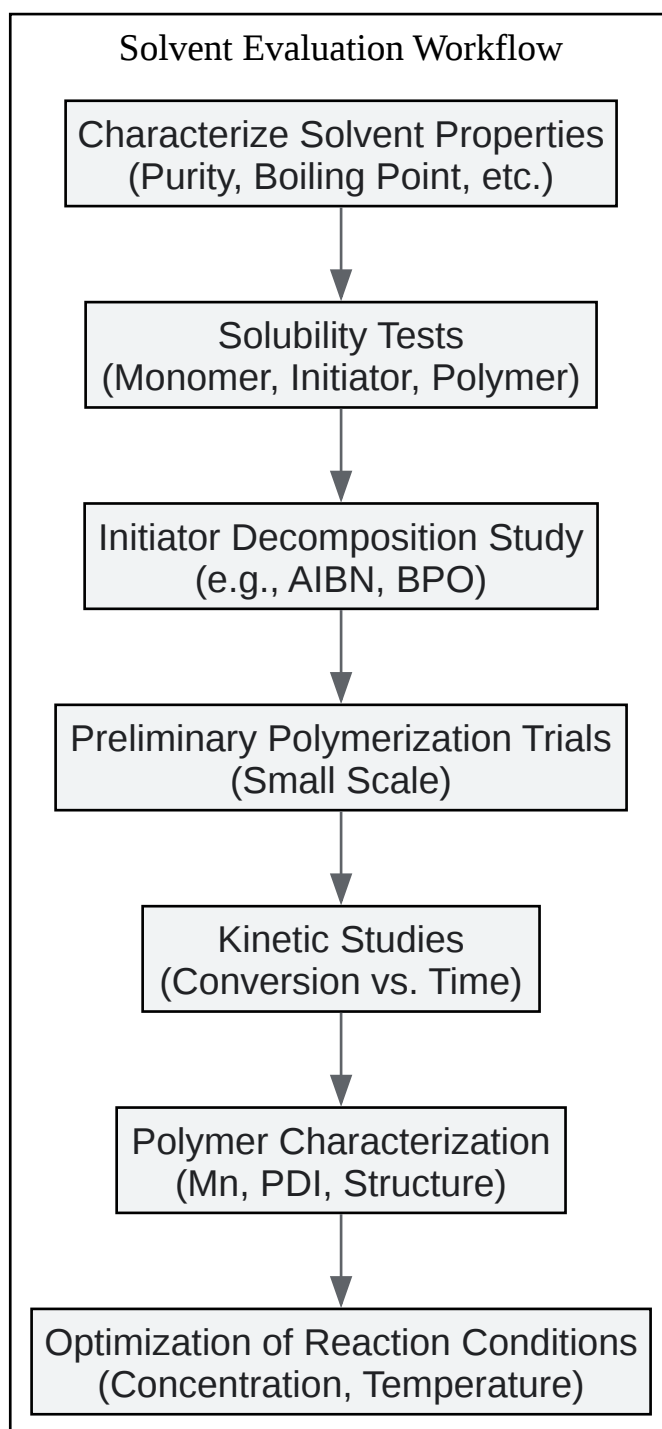 Solvent Evaluation Workflow
Characterize Solvent Properties
(Purity, Boiling Point, etc.)
Solubility Tests
(Monomer, Initiator, Polymer)
Initiator Decomposition Study
(e.g., AIBN, BPO)
Preliminary Polymerization Trials
(Small Scale)
Kinetic Studies
(Conversion vs. Time)
Polymer Characterization
(Mn, PDI, Structure)
Optimization of Reaction Conditions
(Concentration, Temperature)